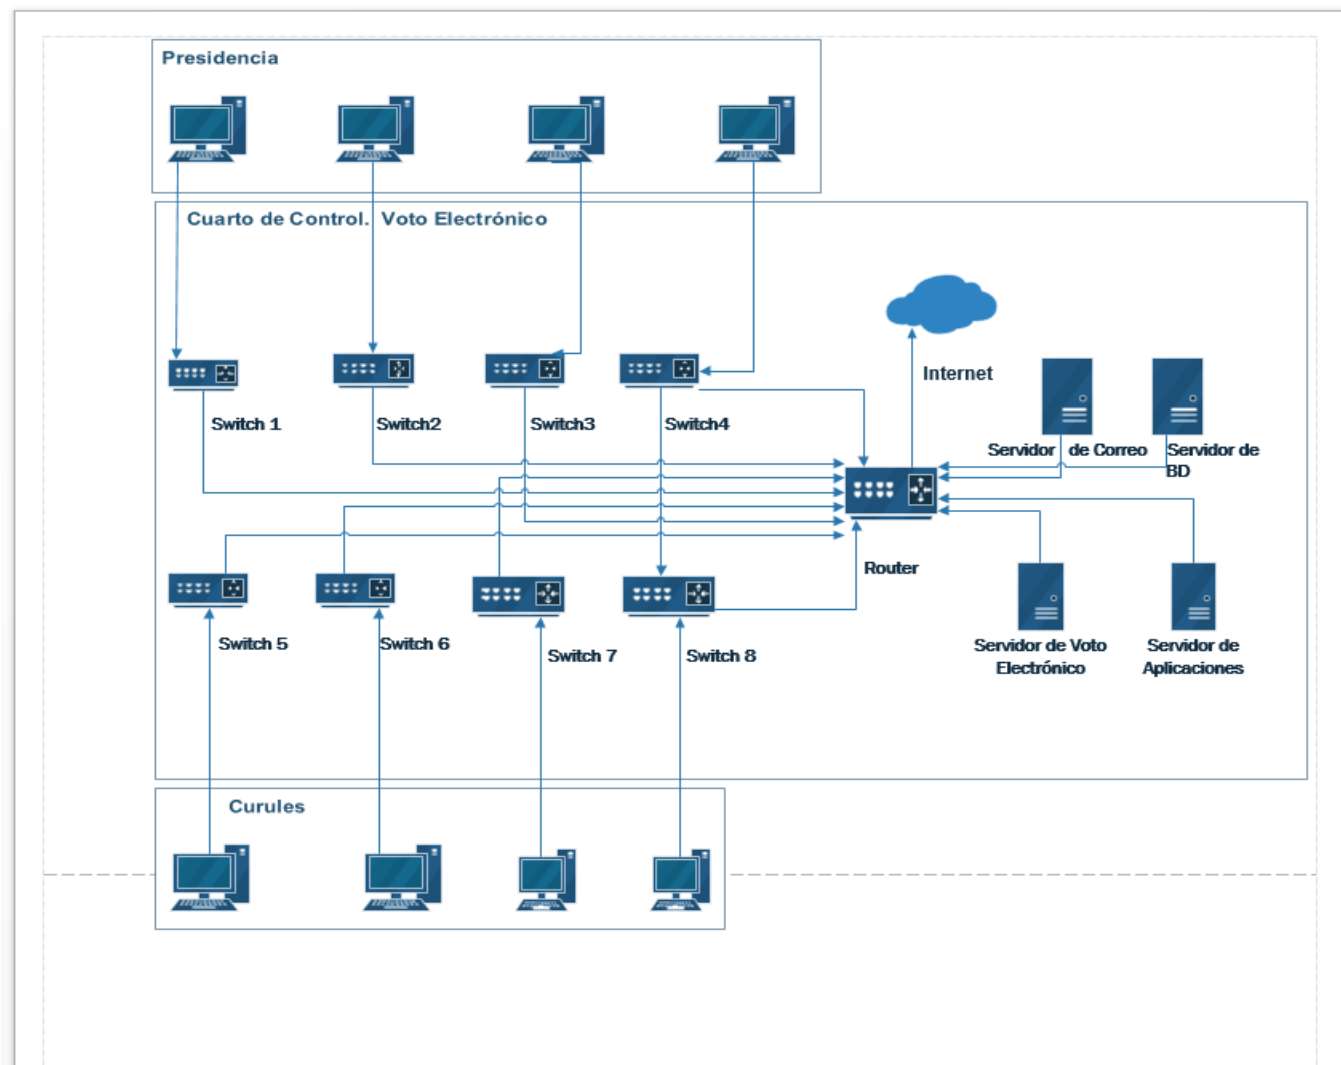 Presidencia
Cuarto de Control.  Voto Electrónico
Internet
Switch 1
Switch2
Switch3
Switch4
Servidor  de Correo
Servidor de
BD
Router
Switch 5
Switch 6
Switch 7
Switch 8
Servidor de Voto
Electrónico
Servidor de
Aplicaciones
Curules